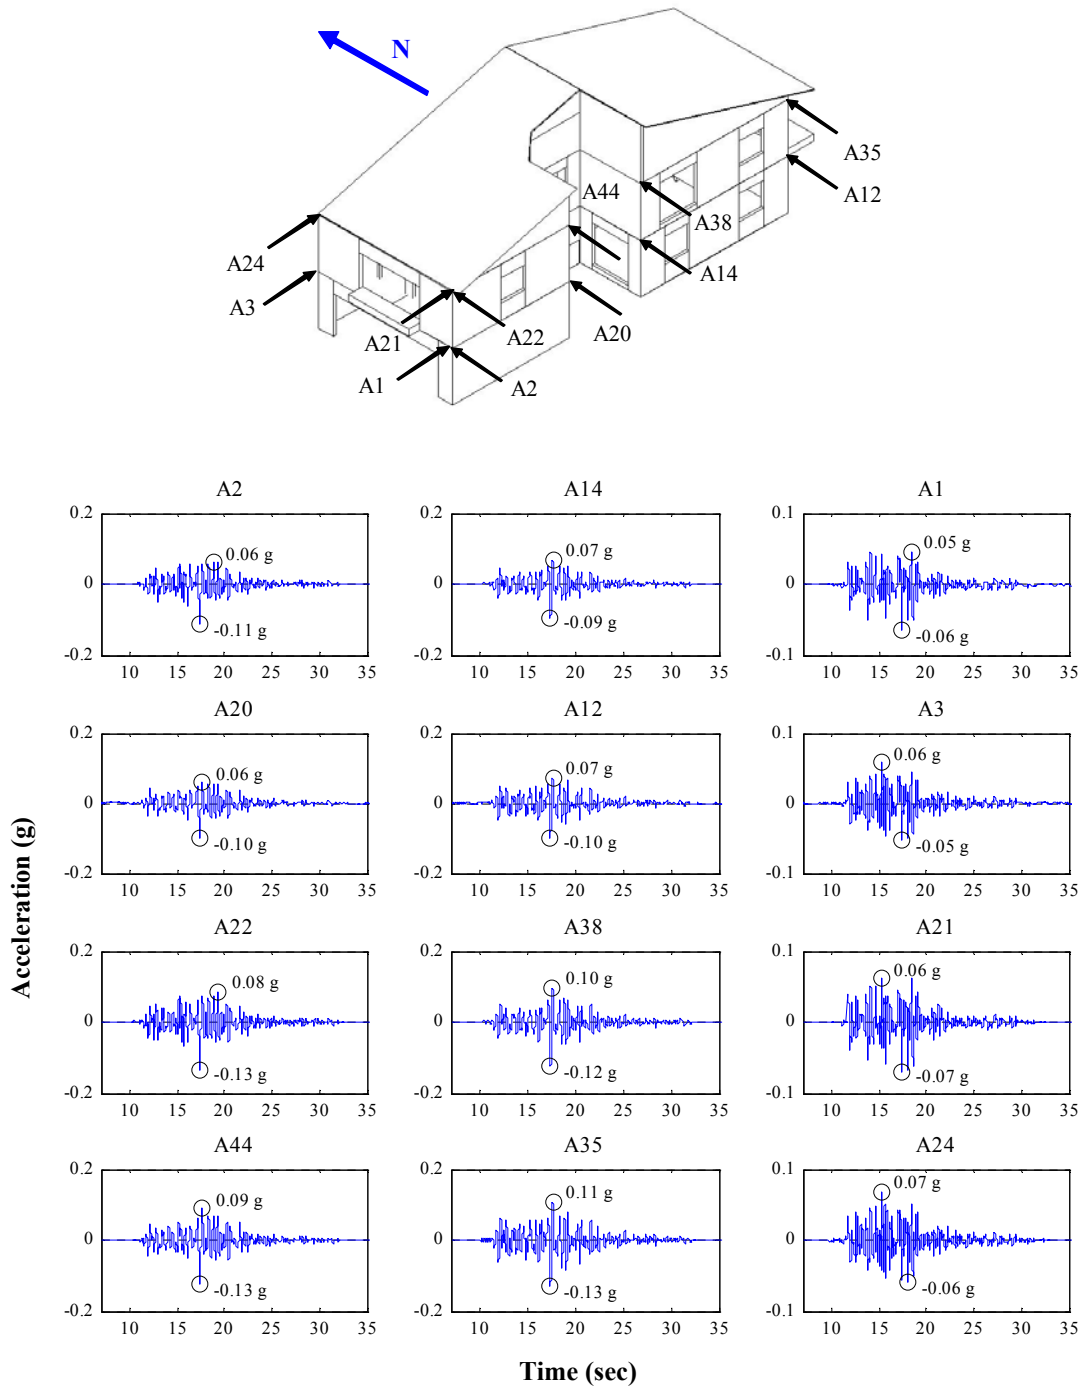 N
A35
A44
A12
A38
A24
A14
A3
A21
A22
A20
A1
A2
A2 A14 A1
0.2 0.2 0.1
0.06 g 0.07 g 0.05 g
0 0 0
-0.11 g -0.09 g -0.06 g
-0.2 -0.2 -0.1
10 15 20 25 30 35 10 15 20 25 30 35 10 15 20 25 30 35
A20 A12 A3
0.2 0.2 0.1
0.06 g 0.07 g 0.06 g
0 0 0
-0.10 g -0.10 g -0.05 g
-0.2 -0.2 -0.1
10 15 20 25 30 35 10 15 20 25 30 35 10 15 20 25 30 35
Acceleration (g)
A22 A38 A21
0.2 0.2 0.1
0.08 g 0.10 g 0.06 g
0 0 0
-0.13 g -0.12 g -0.07 g
-0.2 -0.2 -0.1
10 15 20 25 30 35 10 15 20 25 30 35 10 15 20 25 30 35
A44 A35 A24
0.2 0.2 0.1
0.09 g 0.11 g 0.07 g
0 0 0
-0.13 g -0.13 g -0.06 g
-0.2 -0.2 -0.1
10 15 20 25 30 35 10 15 20 25 30 35 10 15 20 25 30 35
Time (sec)